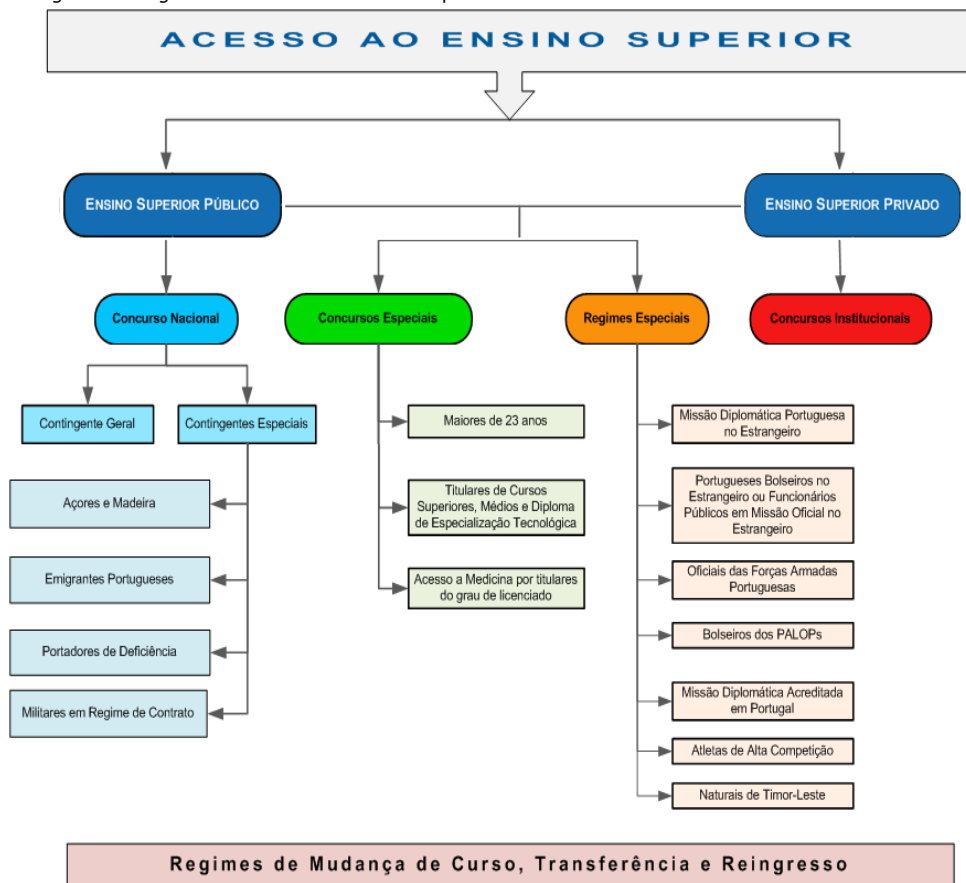 ACESSO AO ENSINO SUPERIOR
ENSINO SUPERIOR PÚBLICO
ENSINO SUPERIOR PRIVADO
Concurso Nacional
Concursos Especiais
Regimes Especiais
Concursos Institucionais
Contingente Geral
Contingentes Especiais
Açores e Madeira
Emigrantes Portugueses
Portadores de Deficiência
Militares em Regime de Contrato
Maiores de 23 anos
Titulares de Cursos
Superiores, Médios e Diploma
de Especialização Tecnológica
Acesso a Medicina por titulares
do grau de licenciado
Missão Diplomática Portuguesa
no Estrangeiro
Portugueses Bolseiros no
Estrangeiro ou Funcionários
Públicos em Missão Oficial no
Estrangeiro
Oficiais das Forças Armadas
Portuguesas
Bolseiros dos PALOPs
Missão Diplomática Acreditada
em Portugal
Atletas de Alta Competição
Naturais de Timor-Leste
Regimes de Mudança de Curso, Transferência e Reingresso